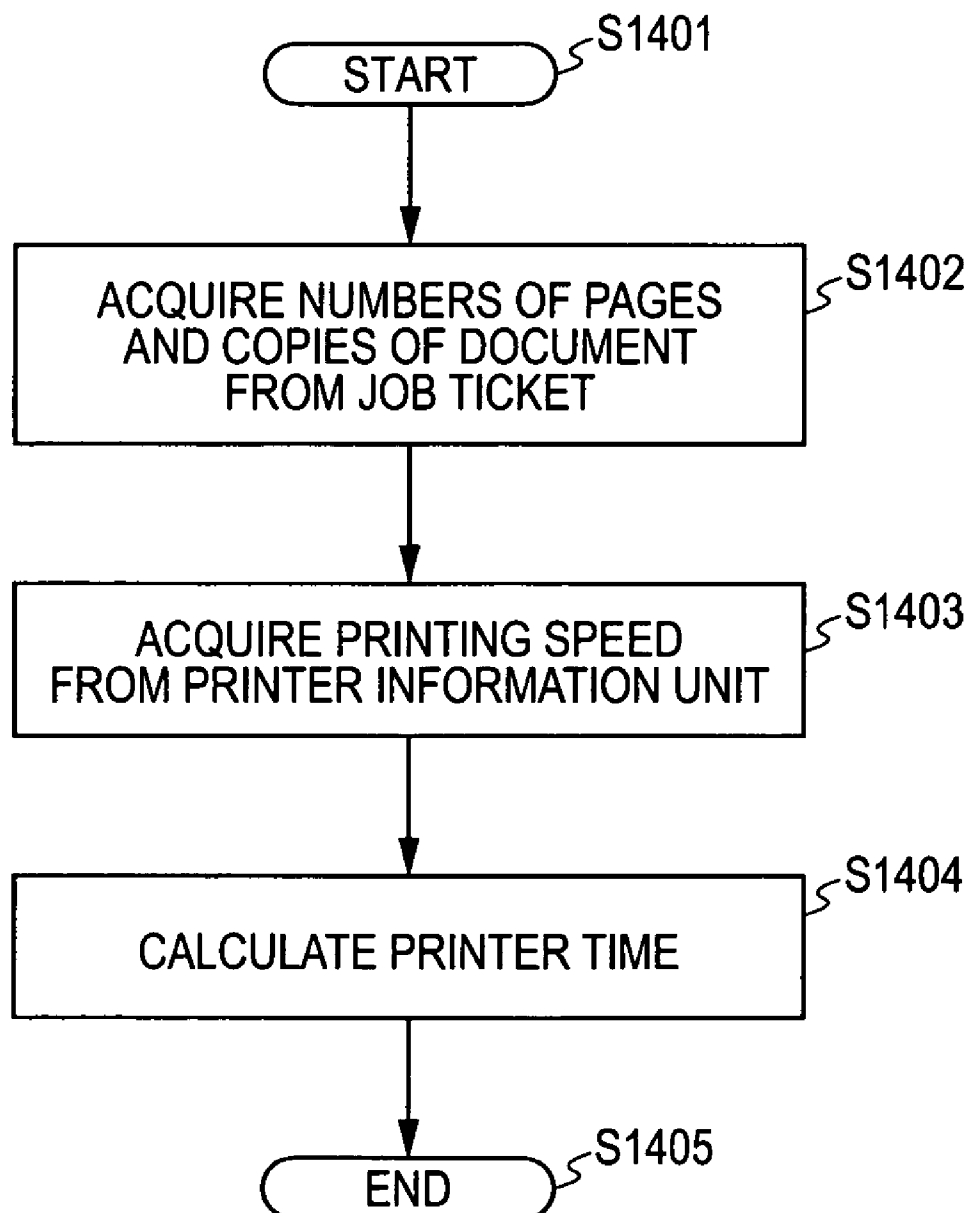 START
S1401
ACQUIRE NUMBERS OF PAGES
AND COPIES OF DOCUMENT
FROM JOB TICKET
S1402
ACQUIRE PRINTING SPEED
FROM PRINTER INFORMATION UNIT
S1403
CALCULATE PRINTER TIME
S1404
END
S1405